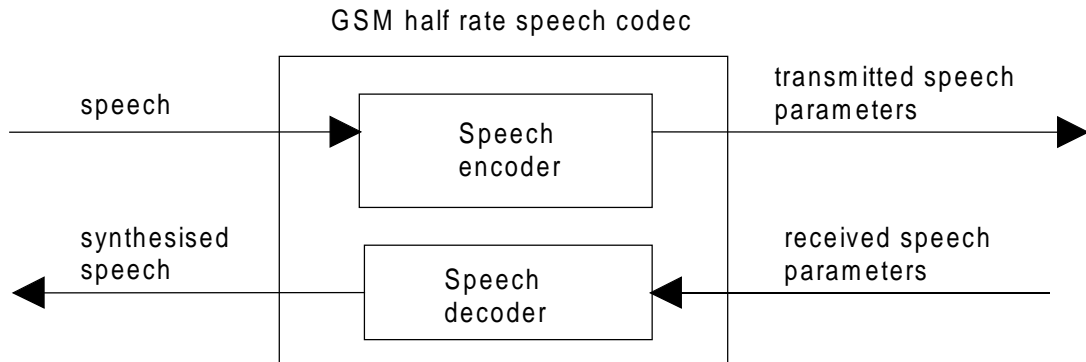 GSM half rate speech codec
speech
Speech
encoder
transmitted speech
parameters
synthesised
speech
Speech
decoder
received speech
parameters